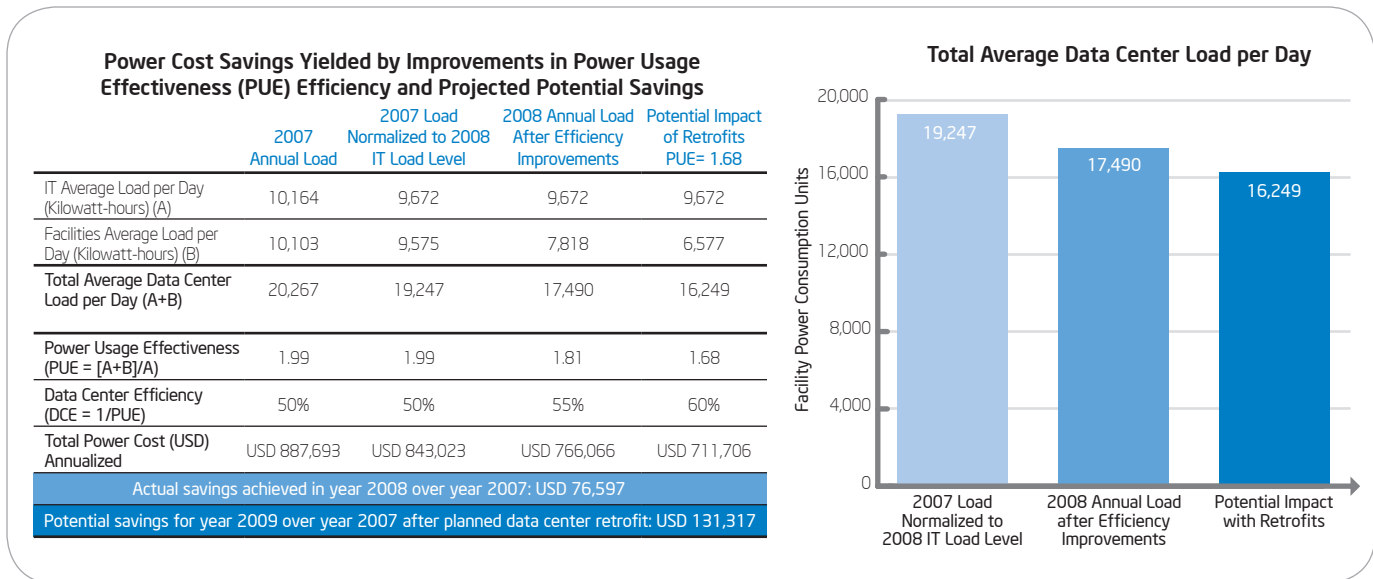 Power Cost Savings Yielded by Improvements in Power Usage
Effectiveness (PUE) Efficiency and Projected Potential Savings
2007
Annual Load
2007 Load
Normalized to 2008
IT Load Level
2008 Annual Load
After Efficiency
Improvements
Potential Impact
of Retrofits
PUE= 1.68
IT Average Load per Day
(Kilowatt-hours) (A)
10,164 9,672 9,672 9,672
Facilities Average Load per
Day (Kilowatt-hours) (B)
10,103 9,575 7,818 6,577
Total Average Data Center
Load per Day (A+B)
20,267 19,247 17,490 16,249
Power Usage Effectiveness
(PUE = [A+B]/A)
1.99 1.99 1.81 1.68
Data Center Efficiency
(DCE = 1/PUE)
50% 50% 55% 60%
Total Power Cost (USD)
Annualized
USD 887,693 USD 843,023 USD 766,066 USD 711,706
Actual savings achieved in year 2008 over year 2007: USD 76,597
Potential savings for year 2009 over year 2007 after planned data center retrofit: USD 131,317
Total Average Data Center Load per Day
Facility Power Consumption Units
20,000
16,000
12,000
8,000
4,000
0
19,247
17,490
16,249
2007 Load
Normalized to
2008 IT Load Level
2008 Annual Load
after Efficiency
Improvements
Potential Impact
with Retrofits